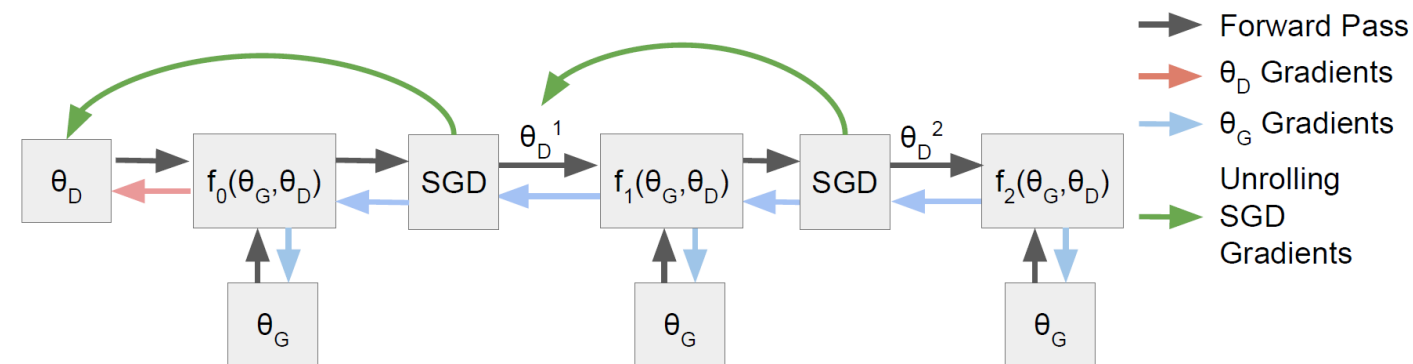 Forward Pass
θD Gradients
θG Gradients
Unrolling
SGD
Gradients
θD
f0(θG,θD)
SGD
θD1
f1(θG,θD)
SGD
θD2
f2(θG,θD)
θG
θG
θG